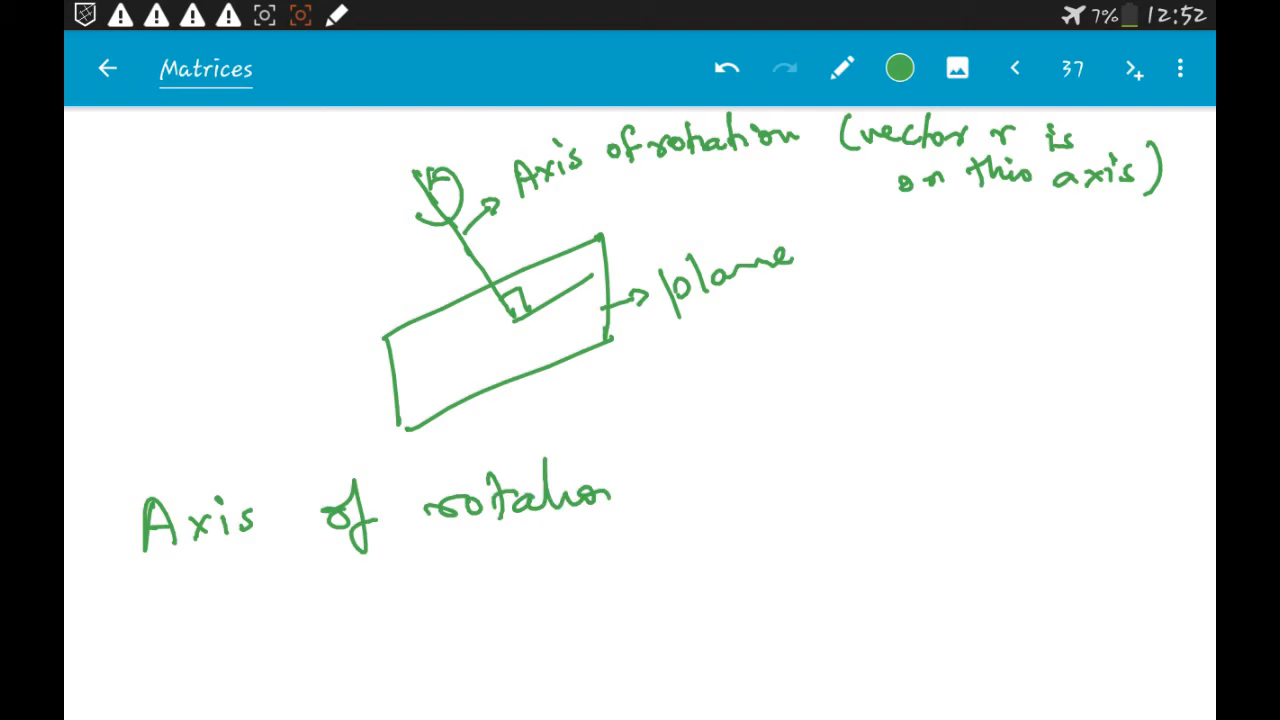 7% 12:52
Matrices 37
Axis of rotation (vector r is
on this axis)
plane
Axis of rotation